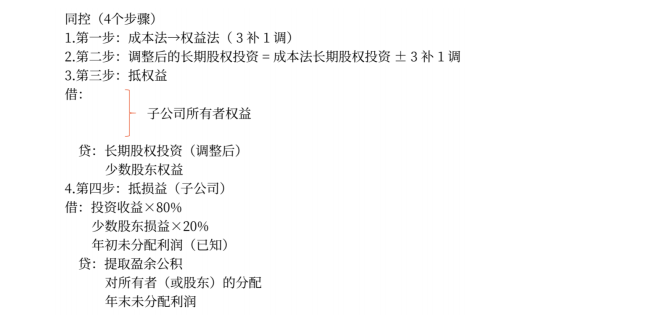 同控（4个步骤）
1.第一步：成本法→权益法（3补1调）
2.第二步：调整后的长期股权投资 = 成本法长期股权投资 ± 3补1调
3.第三步：抵权益
借：
子公司所有者权益
贷：长期股权投资（调整后）
少数股东权益
4.第四步：抵损益（子公司）
借：投资收益×80%
少数股东损益×20%
年初未分配利润（已知）
贷：提取盈余公积
对所有者（或股东）的分配
年末未分配利润